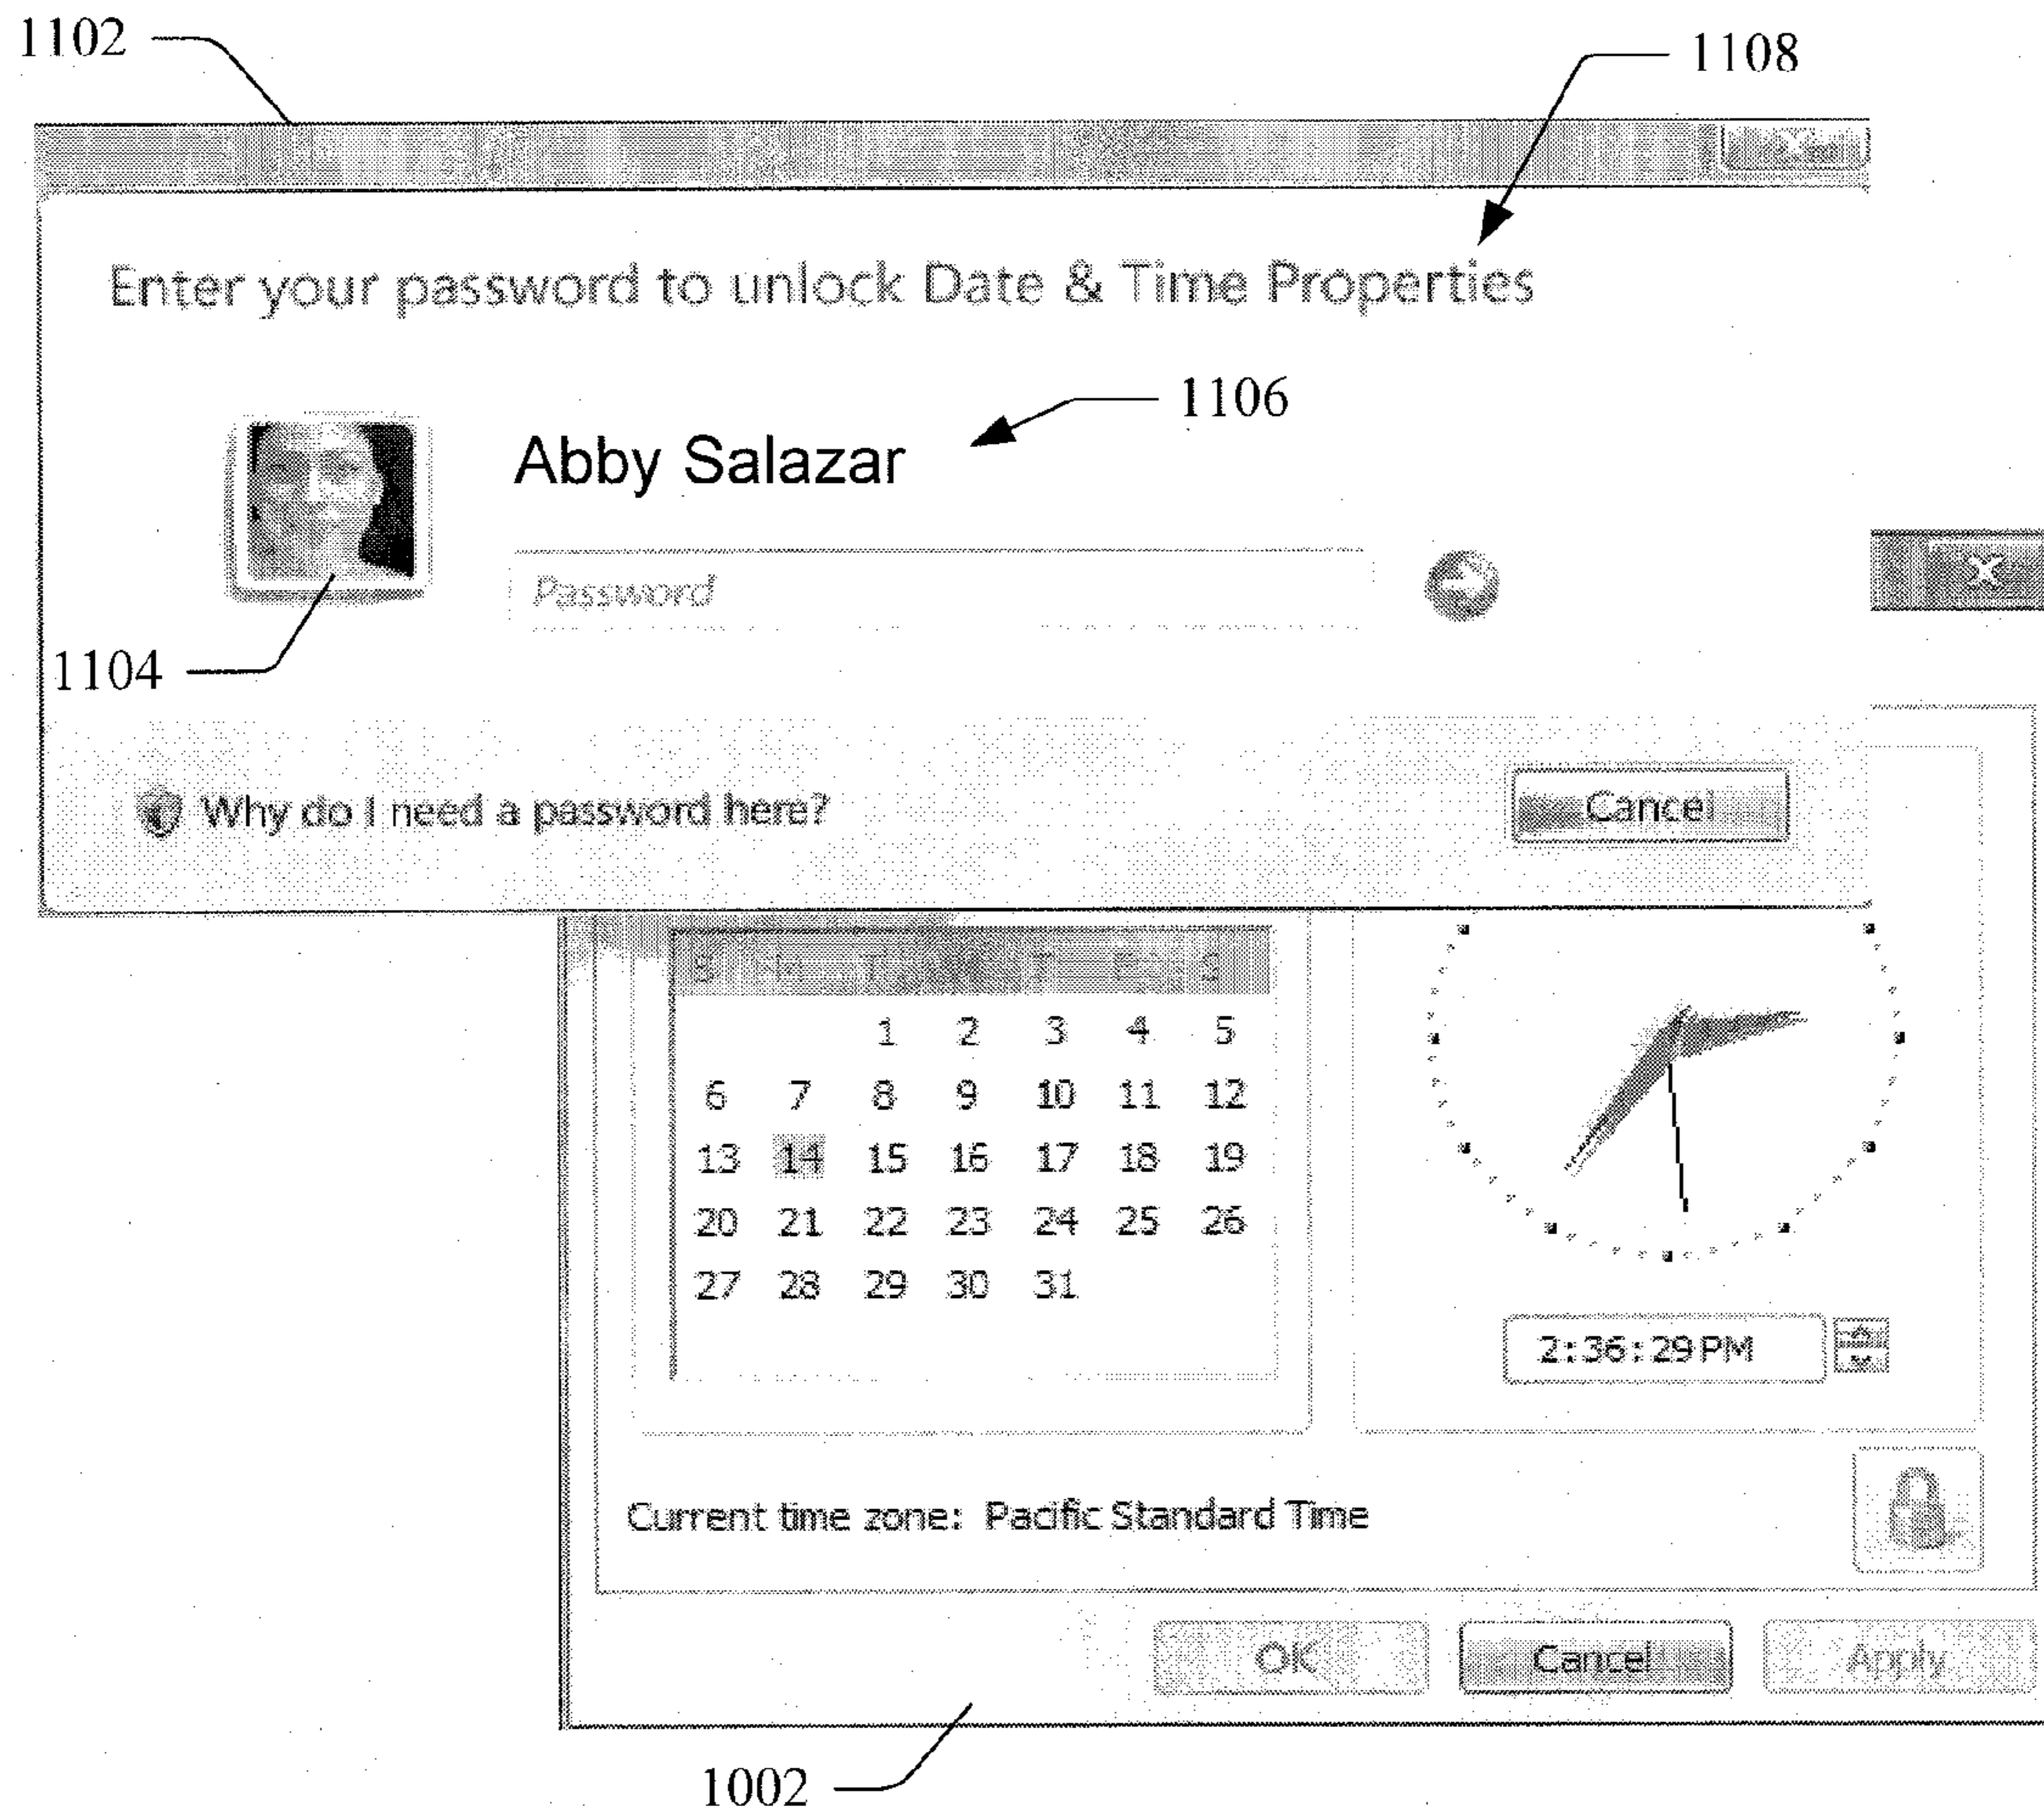 1102
1108
Enter your password to unlock Date & Time Properties
1106
Abby Salazar
Password
1104
Why do I need a password here?
Cancel
S M T W T F S
1 2 3 4 5
6 7 8 9 10 11 12
13 14 15 16 17 18 19
20 21 22 23 24 25 26
27 28 29 30 31
2:36:29 PM
Current time zone: Pacific Standard Time
OK Cancel Apply
1002